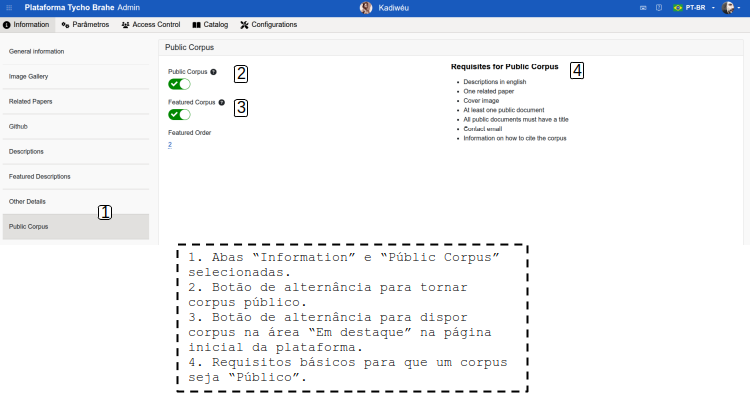 Plataforma Tycho Brahe Admin
Kadiwéu
PT-BR
Information
Parâmetros
Access Control
Catalog
Configurations
General information
Image Gallery
Related Papers
Github
Descriptions
Featured Descriptions
Other Details
1
Public Corpus
Public Corpus
Public Corpus ?
2
Featured Corpus ?
3
Featured Order
2
Requisites for Public Corpus
4
Descriptions in english
One related paper
Cover image
At least one public document
All public documents must have a title
Contact email
Information on how to cite the corpus
1. Abas “Information” e “Públic Corpus”
selecionadas.
2. Botão de alternância para tornar
corpus público.
3. Botão de alternância para dispor
corpus na área “Em destaque” na página
inicial da plataforma.
4. Requisitos básicos para que um corpus
seja “Público”.